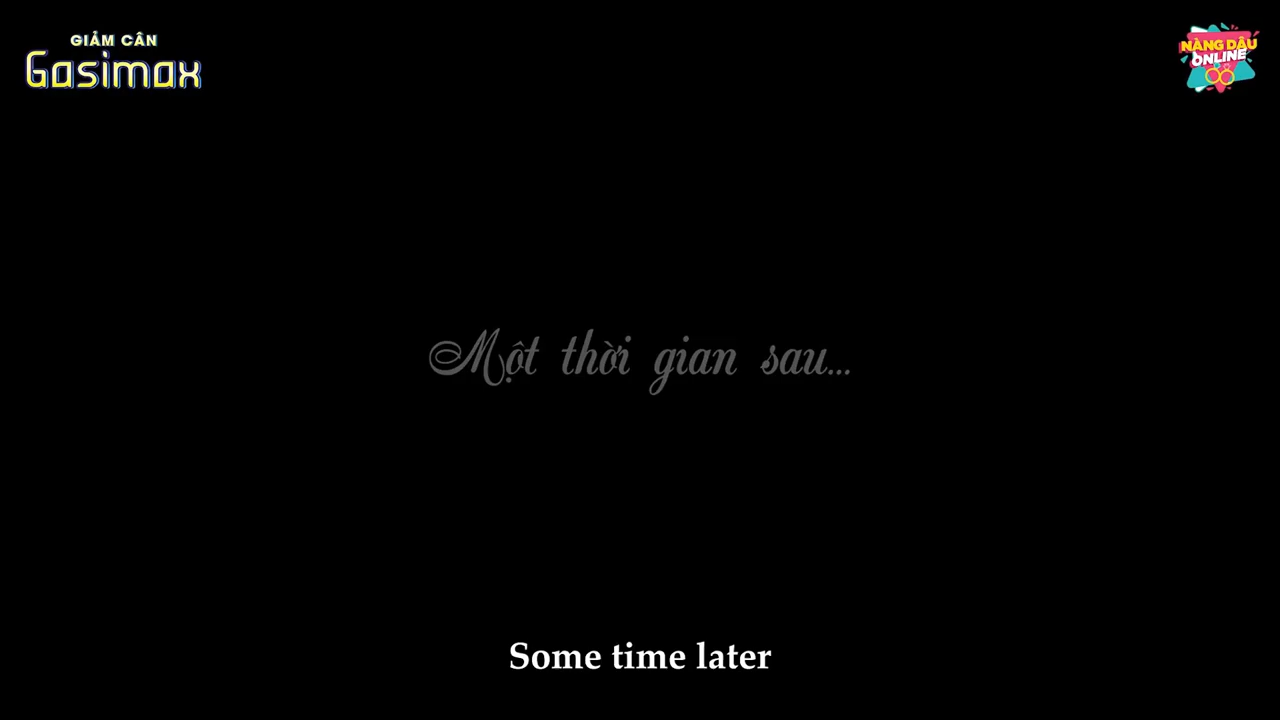 GIẢM CÂN
Gasimax
NÀNG DÂU
ONLINE
Một thời gian sau...
Some time later